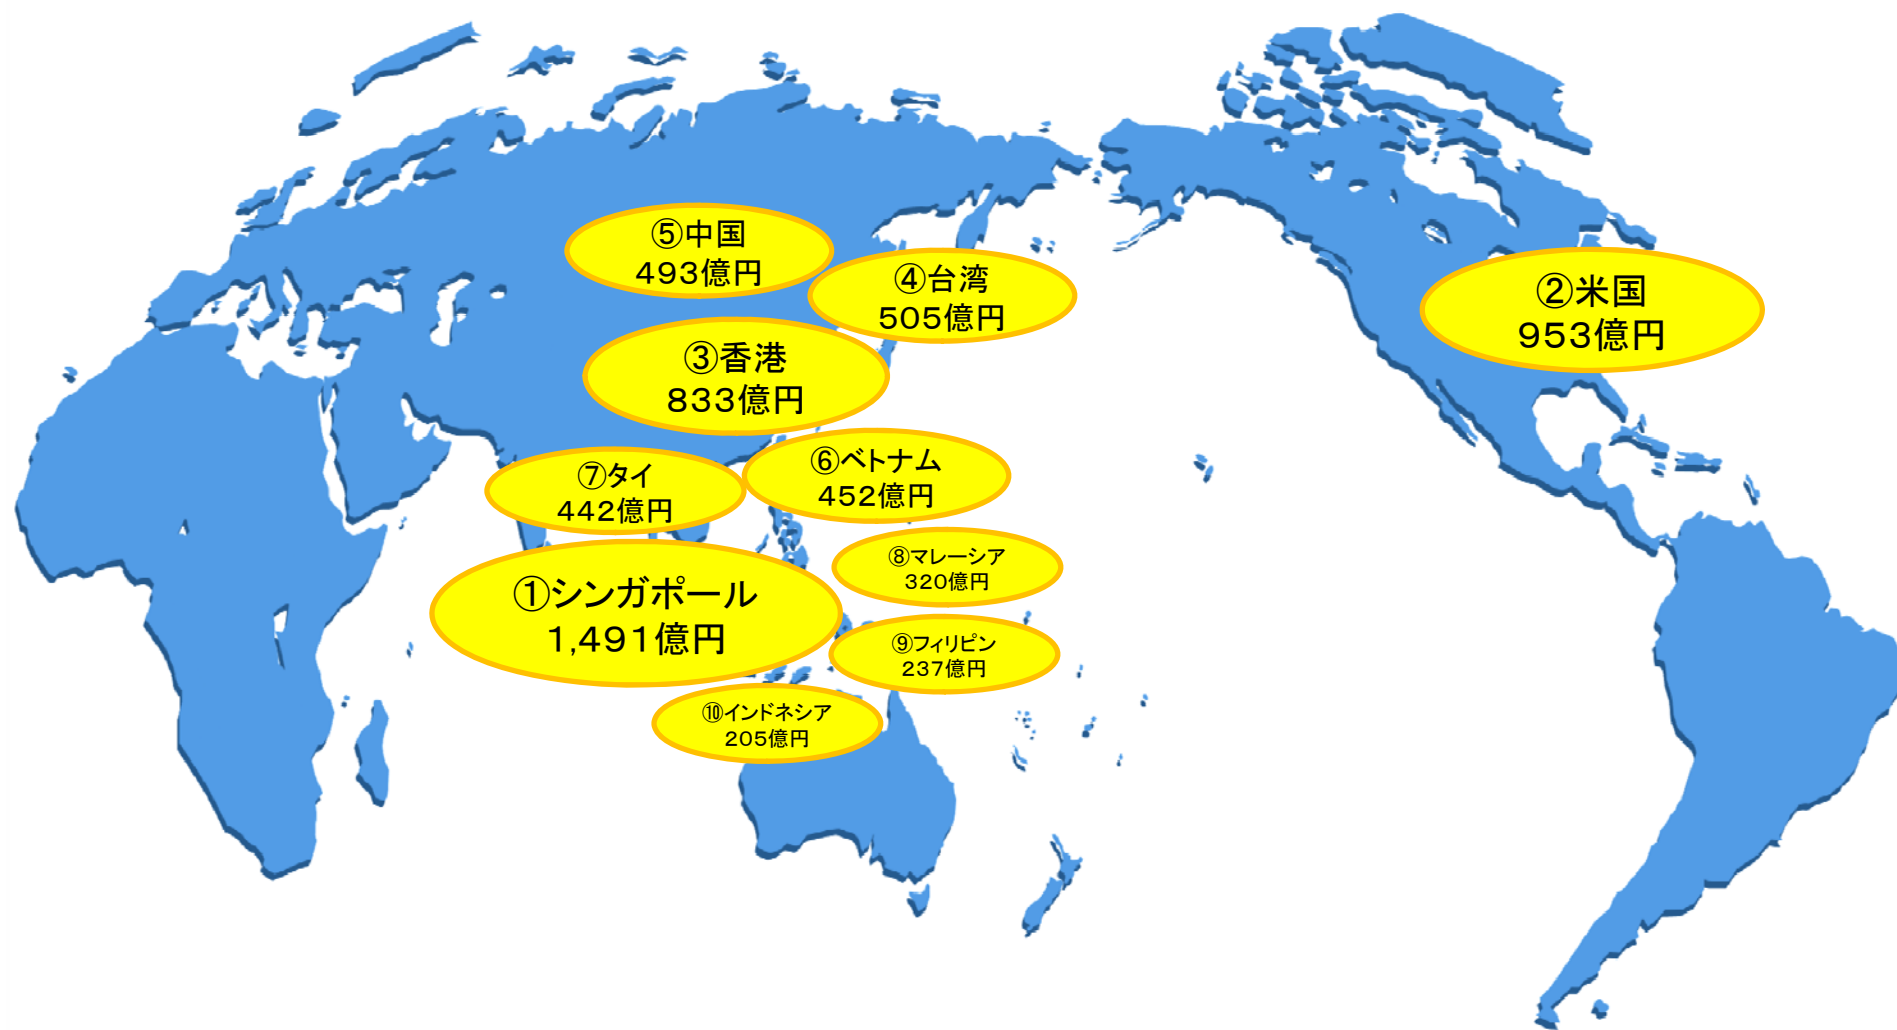 ⑤中国
493億円
④台湾
505億円
②米国
953億円
③香港
833億円
⑥ベトナム
452億円
⑦タイ
442億円
⑧マレーシア
320億円
①シンガポール
1,491億円
⑨フィリピン
237億円
⑩インドネシア
205億円